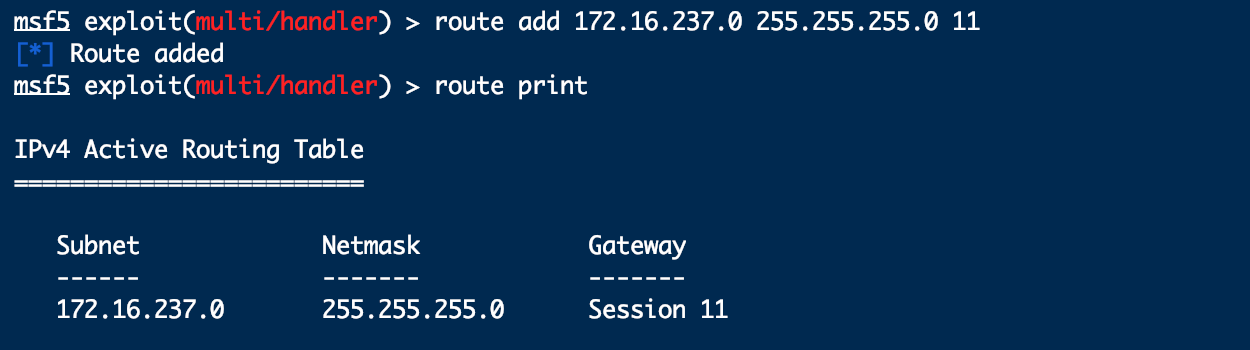 msf5 exploit(multi/handler) > route add 172.16.237.0 255.255.255.0 11
[*] Route added
msf5 exploit(multi/handler) > route print
IPv4 Active Routing Table
=========================
Subnet Netmask Gateway
------ ------- -------
172.16.237.0 255.255.255.0 Session 11